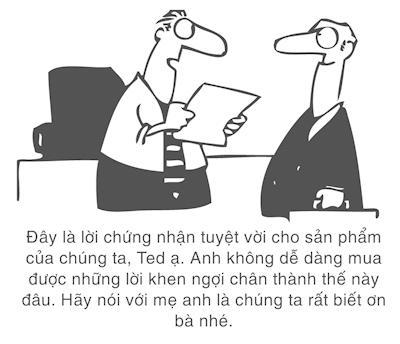 Đây là lời chứng nhận tuyệt vời cho sản phẩm
của chúng ta, Ted ạ. Anh không dễ dàng mua
được những lời khen ngợi chân thành thế này
đâu. Hãy nói với mẹ anh là chúng ta rất biết ơn
bà nhé.